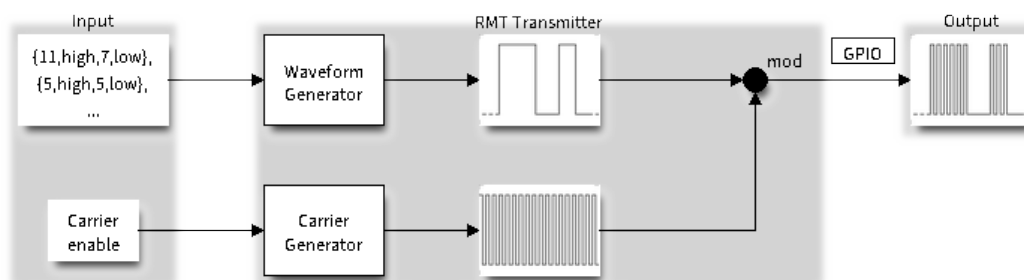 Input
RMT Transmitter
Output
{11,high,7,low},
{5,high,5,low},
...
Waveform
Generator
mod
GPIO
Carrier
enable
Carrier
Generator